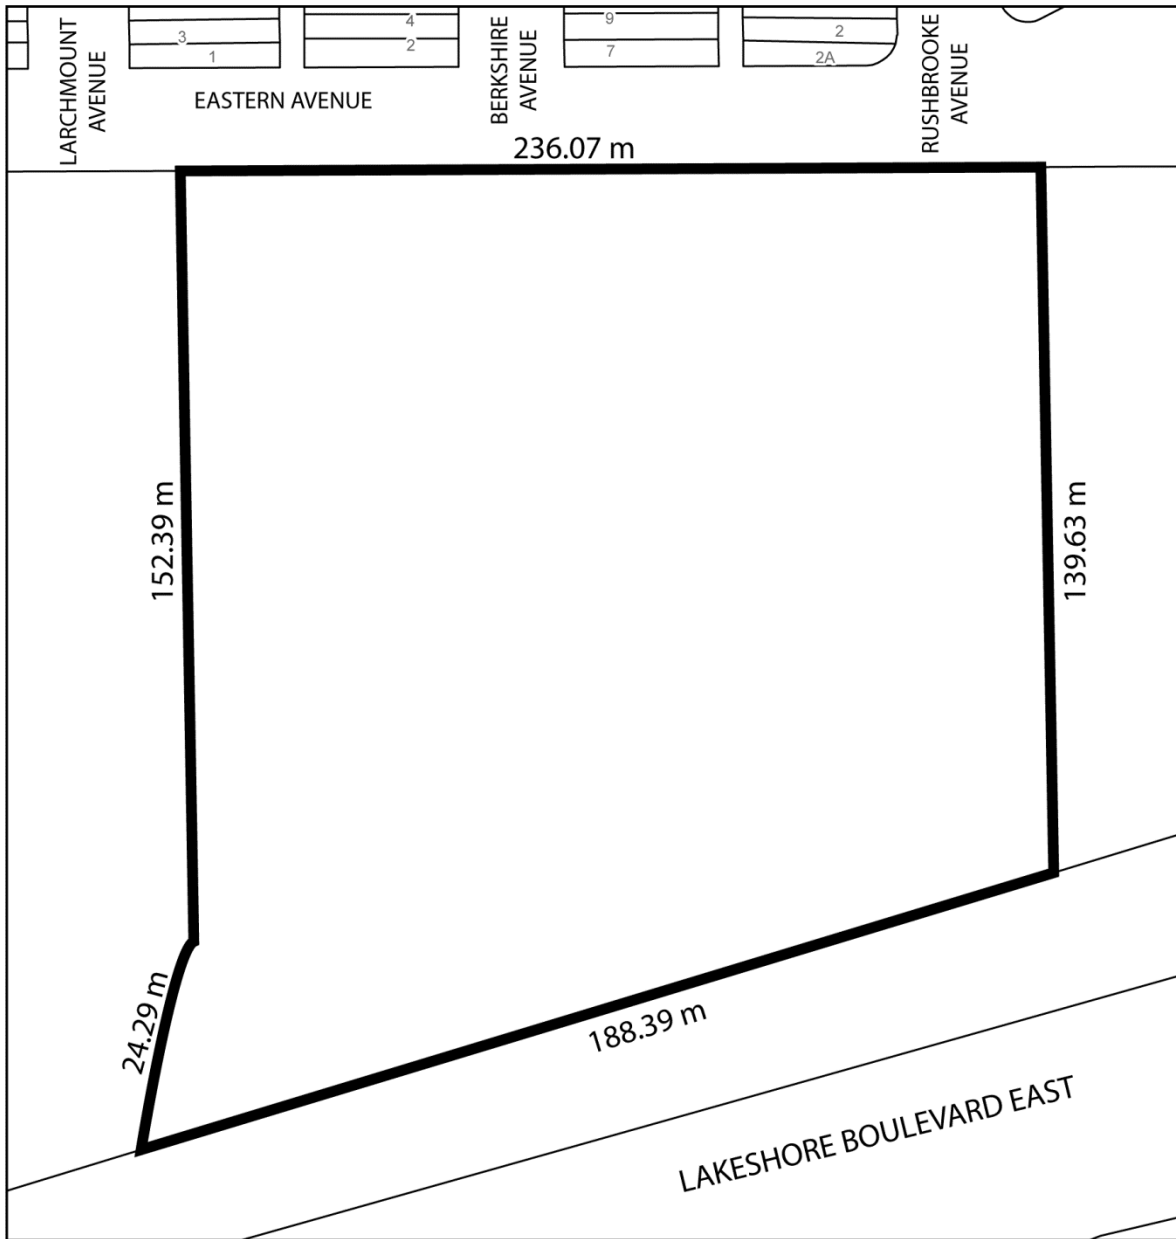 LARCHMOUNT
AVENUE
3
1
4
2
BERKSHIRE
AVENUE
9
7
2
2A
RUSHBROOKE
AVENUE
EASTERN AVENUE
236.07 m
152.39 m
139.63 m
24.29 m
188.39 m
LAKESHORE BOULEVARD EAST